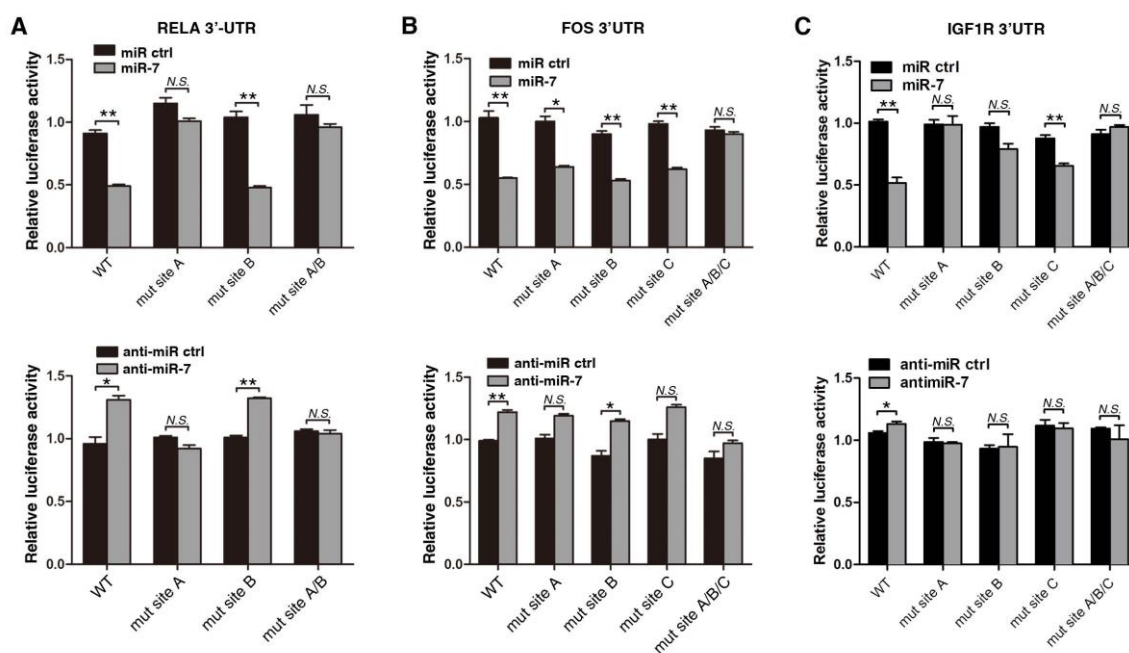 A
RELA 3'-UTR
miR ctrl
miR-7
Relative luciferase activity
1.5
1.0
0.5
0.0
**
N.S.
**
N.S.
WT
mut site A
mut site B
mut site A/B
anti-miR ctrl
anti-miR-7
Relative luciferase activity
1.5
1.0
0.5
0.0
*
N.S.
**
N.S.
WT
mut site A
mut site B
mut site A/B
B
FOS 3'UTR
miR ctrl
miR-7
Relative luciferase activity
1.5
1.0
0.5
0.0
**
*
**
**
N.S.
WT
mut site A
mut site B
mut site C
mut site A/B/C
anti-miR ctrl
anti-miR-7
Relative luciferase activity
1.5
1.0
0.5
0.0
**
N.S.
*
N.S.
N.S.
WT
mut site A
mut site B
mut site C
mut site A/B/C
C
IGF1R 3'UTR
miR ctrl
miR-7
Relative luciferase activity
1.5
1.0
0.5
0.0
**
N.S.
N.S.
**
N.S.
WT
mut site A
mut site B
mut site C
mut site A/B/C
anti-miR ctrl
antimiR-7
Relative luciferase activity
1.5
1.0
0.5
0.0
*
N.S.
N.S.
N.S.
N.S.
WT
mut site A
mut site B
mut site C
mut site A/B/C